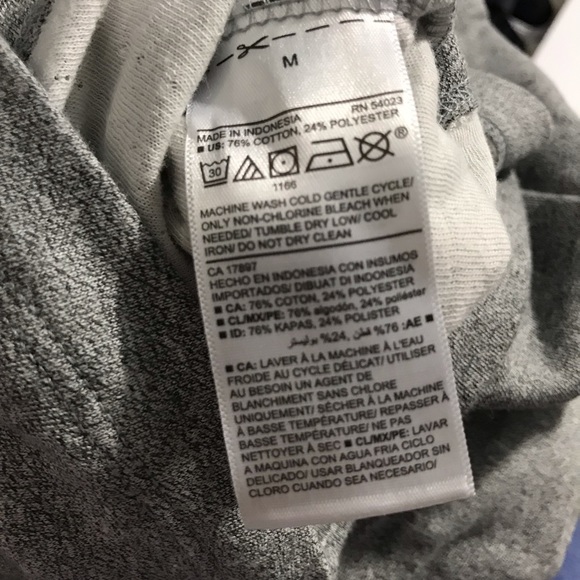 M
RN 54023
MADE IN INDONESIA
■ US: 76% COTTON, 24% POLYESTER
30
®
1166
MACHINE WASH COLD GENTLE CYCLE/
ONLY NON-CHLORINE BLEACH WHEN
NEEDED/ TUMBLE DRY LOW/ COOL
IRON/ DO NOT DRY CLEAN
CA 17897
HECHO EN INDONESIA CON INSUMOS
IMPORTADOS/ DIBUAT DI INDONESIA
■ CA: 76% COTON, 24% POLYESTER
■ CL/MX/PE: 76% algodón, 24% poliéster
■ ID: 76% KAPAS, 24% POLISTER
■ AE: 76% قطن, 24% بوليستر
■ CA: LAVER À LA MACHINE À L'EAU
FROIDE AU CYCLE DÉLICAT/ UTILISER
AU BESOIN UN AGENT DE
BLANCHIMENT SANS CHLORE
UNIQUEMENT/ SÉCHER À LA MACHINE
À BASSE TEMPÉRATURE/ REPASSER À
BASSE TEMPÉRATURE/ NE PAS
NETTOYER À SEC ■ CL/MX/PE: LAVAR
A MAQUINA CON AGUA FRIA CICLO
DELICADO/ USAR BLANQUEADOR SIN
CLORO CUANDO SEA NECESARIO/